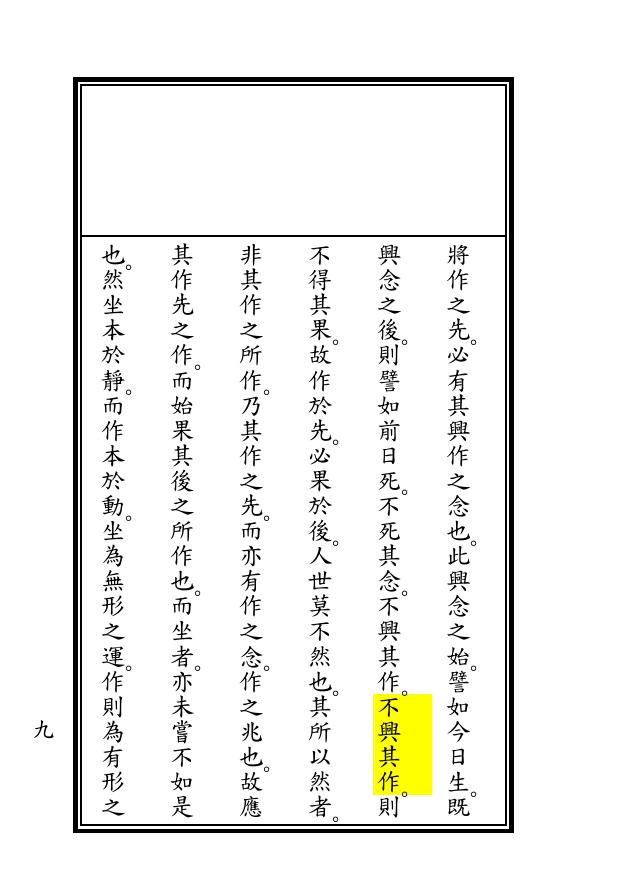 將作之先。必有其興作之念也。此興念之始。譬如今日生。既
興念之後。則譬如前日死。不死其念。不興其作。不興其作。則
不得其果。故作於先。必果於後。人世莫不然也。其所以然者。
非其作之所作。乃其作之先。而亦有作之念。作之兆也。故應
其作先之作。而始果其後之所作也。而坐者。亦未嘗不如是
也。然坐本於靜。而作本於動。坐為無形之運。作則為有形之
九